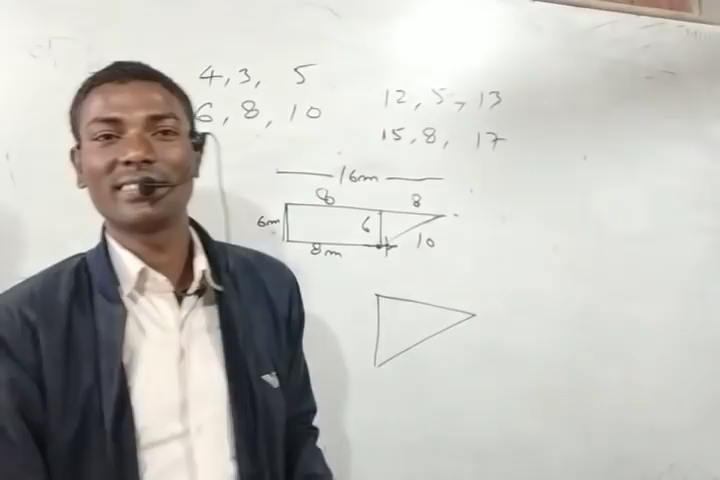 4, 3, 5
6, 8, 10
12, 5, 13
15, 8, 17
16m
8 8
6m 6 10
8m